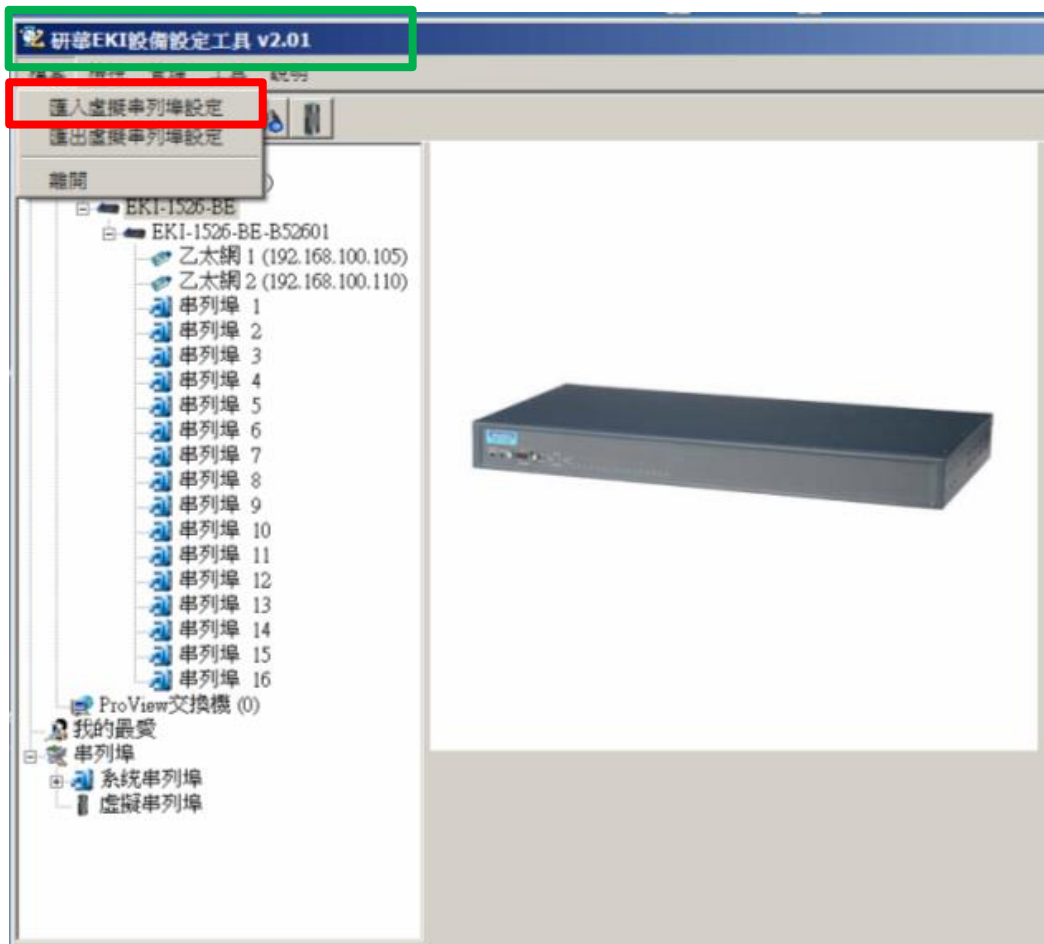 研華EKI設備設定工具 v2.01
說明
匯入虛擬串列埠設定
匯出虛擬串列埠設定
離開
EKI-1526-BE
EKI-1526-BE-B52601
乙太網 1 (192.168.100.105)
乙太網 2 (192.168.100.110)
串列埠 1
串列埠 2
串列埠 3
串列埠 4
串列埠 5
串列埠 6
串列埠 7
串列埠 8
串列埠 9
串列埠 10
串列埠 11
串列埠 12
串列埠 13
串列埠 14
串列埠 15
串列埠 16
ProView交換機 (0)
我的最愛
串列埠
系統串列埠
虛擬串列埠